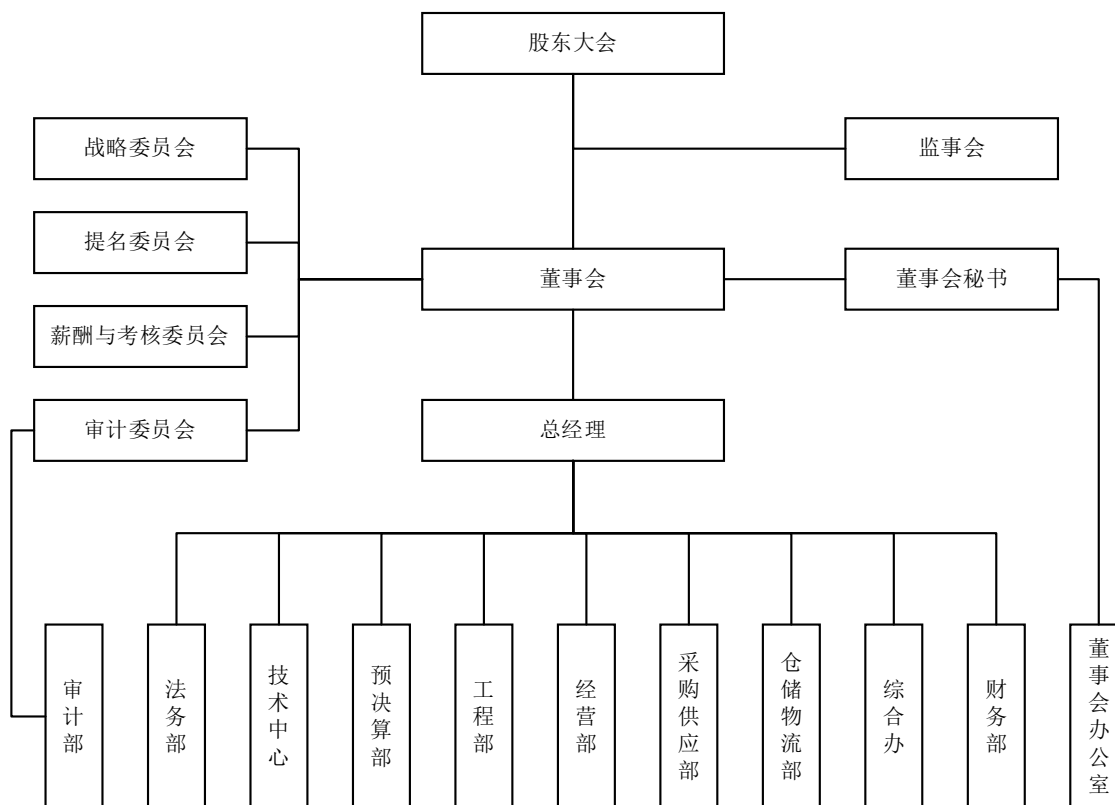 股东大会
战略委员会
监事会
提名委员会
董事会
董事会秘书
薪酬与考核委员会
审计委员会
总经理
审计部
法务部
技术中心
预决算部
工程部
经营部
采购供应部
仓储物流部
综合办
财务部
董事会办公室